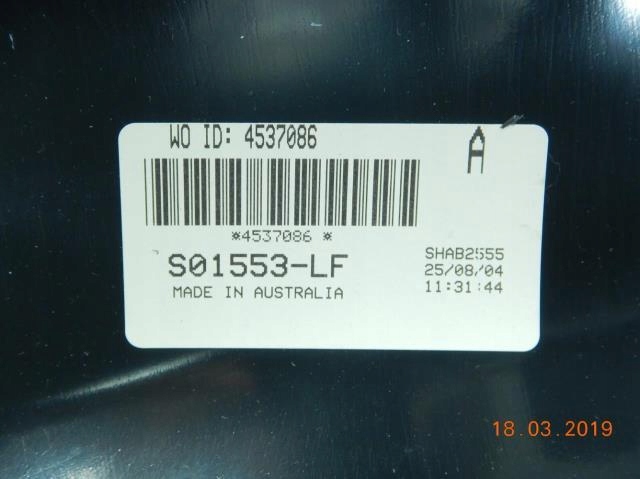 WO ID: 4537086
A
*4537086 *
S01553-LF
MADE IN AUSTRALIA
SHAB2555
25/08/04
11:31:44
18.03.2019